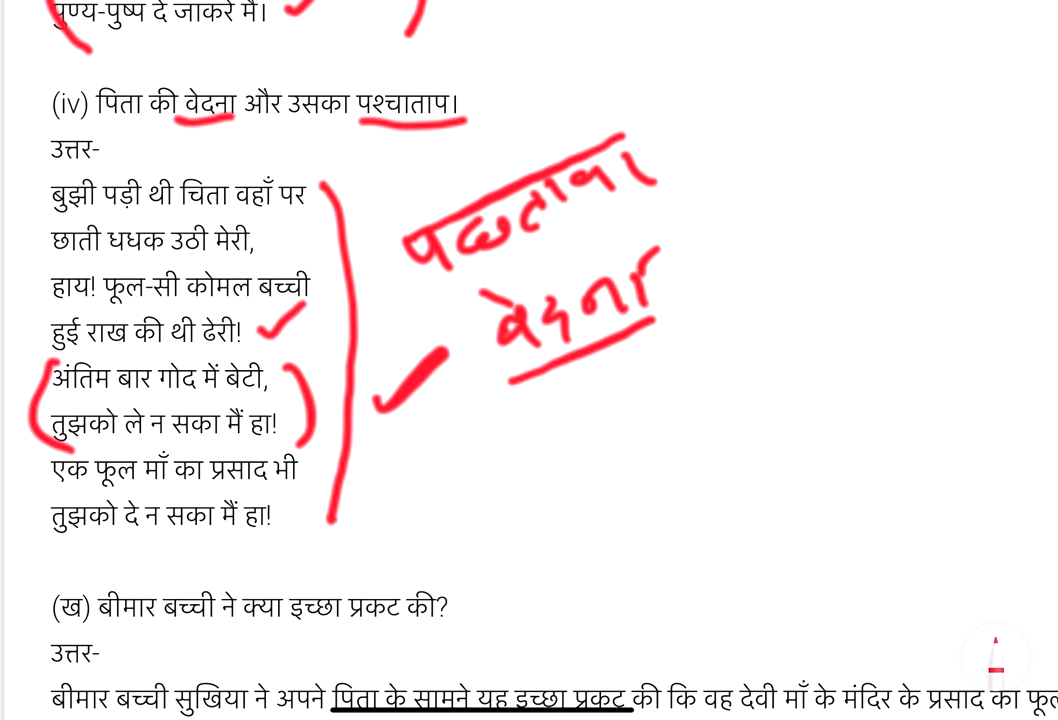 पुण्य-पुष्प दे जाकरे मैं।
(iv) पिता की वेदना और उसका पश्चाताप।
उत्तर-
बुझी पड़ी थी चिता वहाँ पर
छाती धधक उठी मेरी,
हाय! फूल-सी कोमल बच्ची
हुई राख की थी ढेरी!
अंतिम बार गोद में बेटी,
तुझको ले न सका मैं हा!
एक फूल माँ का प्रसाद भी
तुझको दे न सका मैं हा!
पछतावा
वेदना
(ख) बीमार बच्ची ने क्या इच्छा प्रकट की?
उत्तर-
बीमार बच्ची सुखिया ने अपने पिता के सामने यह इच्छा प्रकट की कि वह देवी माँ के मंदिर के प्रसाद का